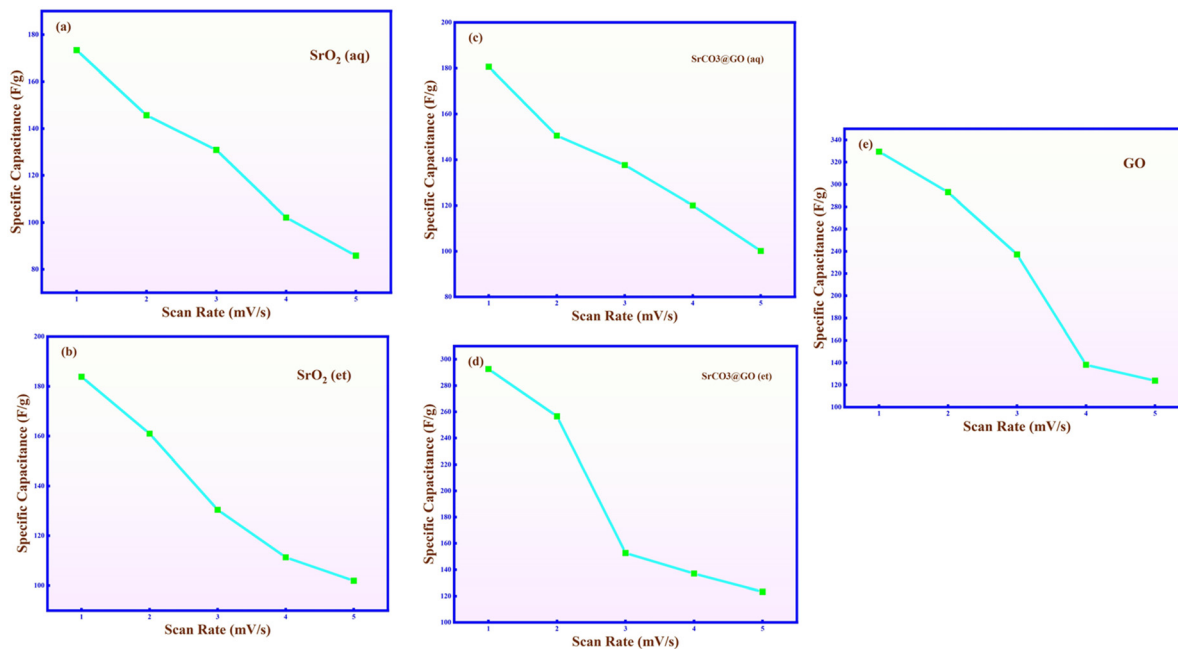 (a)
SrO₂ (aq)
Specific Capacitance (F/g)
180
160
140
120
100
80
1 2 3 4 5
Scan Rate (mV/s)
(b)
SrO₂ (et)
Specific Capacitance (F/g)
200
180
160
140
120
100
1 2 3 4 5
Scan Rate (mV/s)
(c)
SrCO3@GO (aq)
Specific Capacitance (F/g)
200
180
160
140
120
100
80
1 2 3 4 5
Scan Rate (mV/s)
(d)
SrCO3@GO (et)
Specific Capacitance (F/g)
300
280
260
240
220
200
180
160
140
120
100
1 2 3 4 5
Scan Rate (mV/s)
(e)
GO
Specific Capacitance (F/g)
340
320
300
280
260
240
220
200
180
160
140
120
100
1 2 3 4 5
Scan Rate (mV/s)